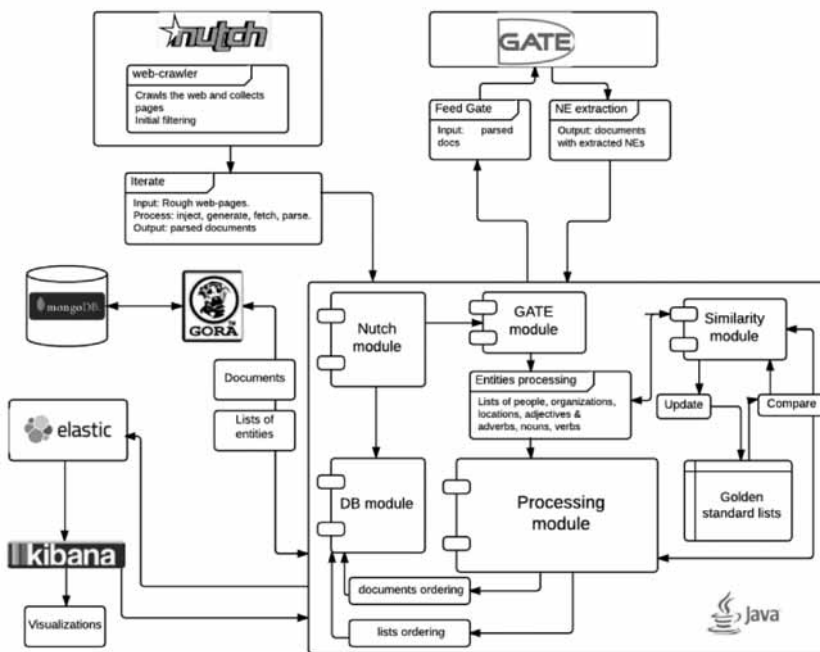 nutch
web-crawler
Crawls the web and collects
pages
Initial filtering
GATE
Feed Gate
Input: parsed
docs
NE extraction
Output: documents
with extracted NEs
Iterate
Input: Rough web-pages.
Process: inject, generate, fetch, parse.
Output: parsed documents
mongoDB
GORA
TM
Documents
Lists of
entities
elastic
kibana
Visualizations
Nutch
module
GATE
module
Similarity
module
Entities processing
Lists of people, organizations,
locations, adjectives &
adverbs, nouns, verbs
Update
Compare
DB module
Processing
module
Golden
standard lists
documents ordering
lists ordering
Java